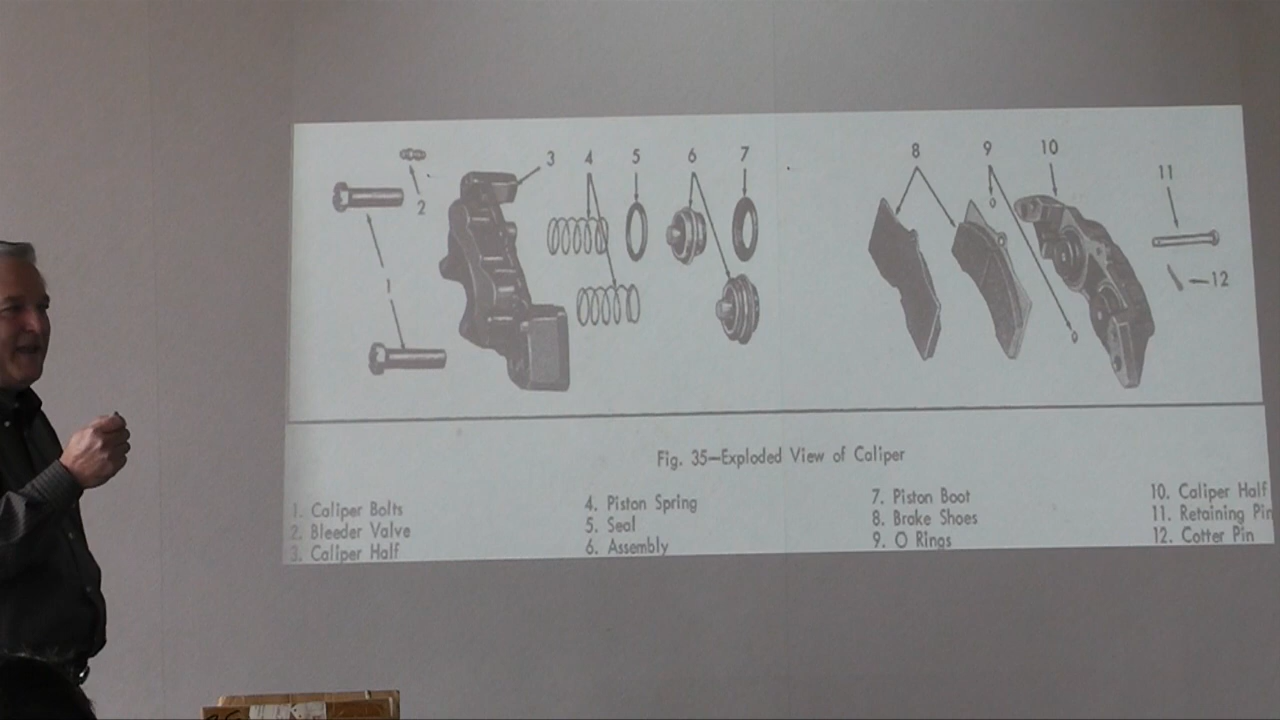 3 4 5 6 7 8 9 10
11
2
1
12
Fig. 35—Exploded View of Caliper
1. Caliper Bolts
2. Bleeder Valve
3. Caliper Half
4. Piston Spring
5. Seal
6. Assembly
7. Piston Boot
8. Brake Shoes
9. O Rings
10. Caliper Half
11. Retaining Pin
12. Cotter Pin